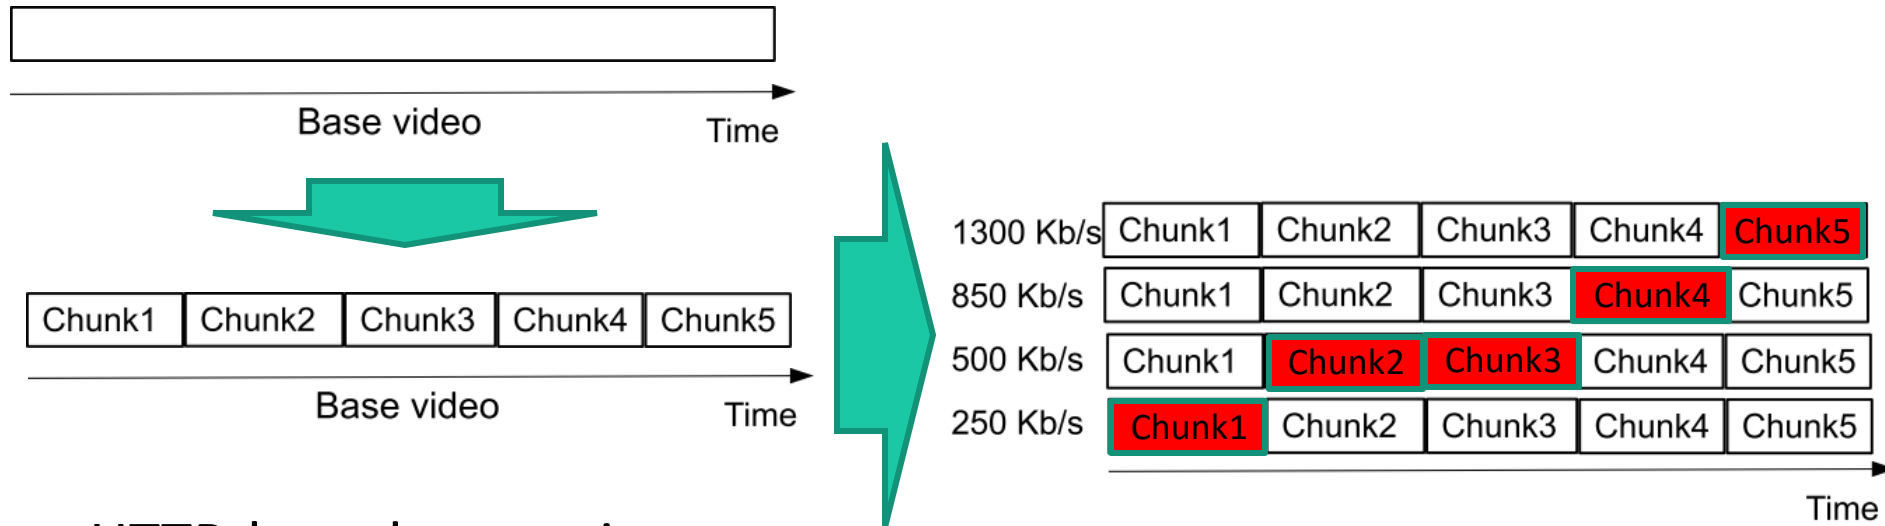 Base video
Time
Chunk1 Chunk2 Chunk3 Chunk4 Chunk5
Base video
Time
1300 Kb/s Chunk1 Chunk2 Chunk3 Chunk4 Chunk5
850 Kb/s Chunk1 Chunk2 Chunk3 Chunk4 Chunk5
500 Kb/s Chunk1 Chunk2 Chunk3 Chunk4 Chunk5
250 Kb/s Chunk1 Chunk2 Chunk3 Chunk4 Chunk5
Time